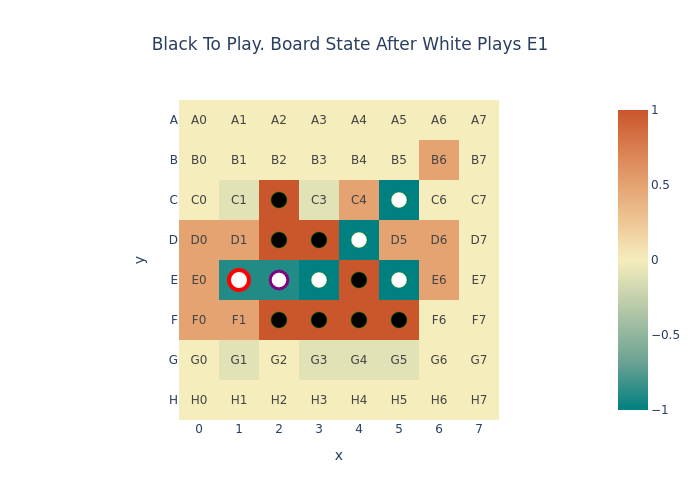 Black To Play. Board State After White Plays E1
A A0 A1 A2 A3 A4 A5 A6 A7
B B0 B1 B2 B3 B4 B5 B6 B7
C C0 C1 C3 C4 C6 C7
D D0 D1 D5 D6 D7
E E0 E6 E7
F F0 F1 F6 F7
G G0 G1 G2 G3 G4 G5 G6 G7
H H0 H1 H2 H3 H4 H5 H6 H7
0 1 2 3 4 5 6 7
x
y
1
0.5
0
−0.5
−1